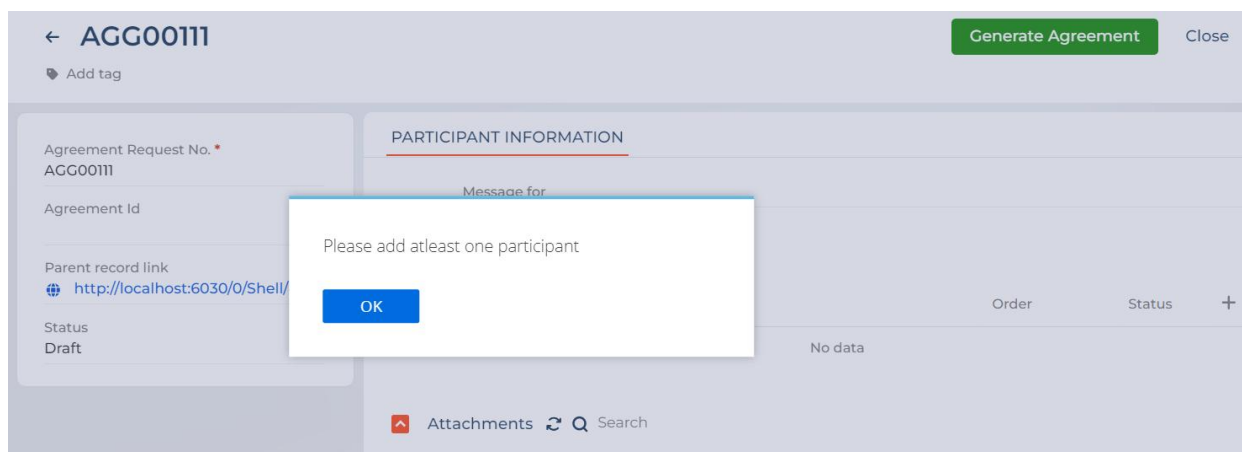 ← AGG00111
Generate Agreement
Close
Add tag
Agreement Request No. *
AGG00111
Agreement Id
Parent record link
http://localhost:6030/0/Shell/
Status
Draft
PARTICIPANT INFORMATION
Message for
Please add atleast one participant
OK
Order Status +
No data
Attachments Search